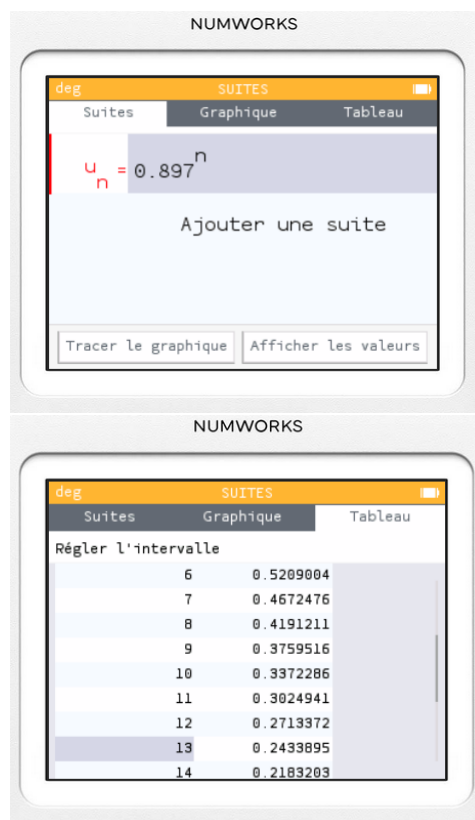 NUMWORKS
deg SUITES
Suites Graphique Tableau
uₙ = 0.897ⁿ
Ajouter une suite
Tracer le graphique Afficher les valeurs
NUMWORKS
deg SUITES
Suites Graphique Tableau
Régler l'intervalle
6 0.5209004
7 0.4672476
8 0.4191211
9 0.3759516
10 0.3372286
11 0.3024941
12 0.2713372
13 0.2433895
14 0.2183203